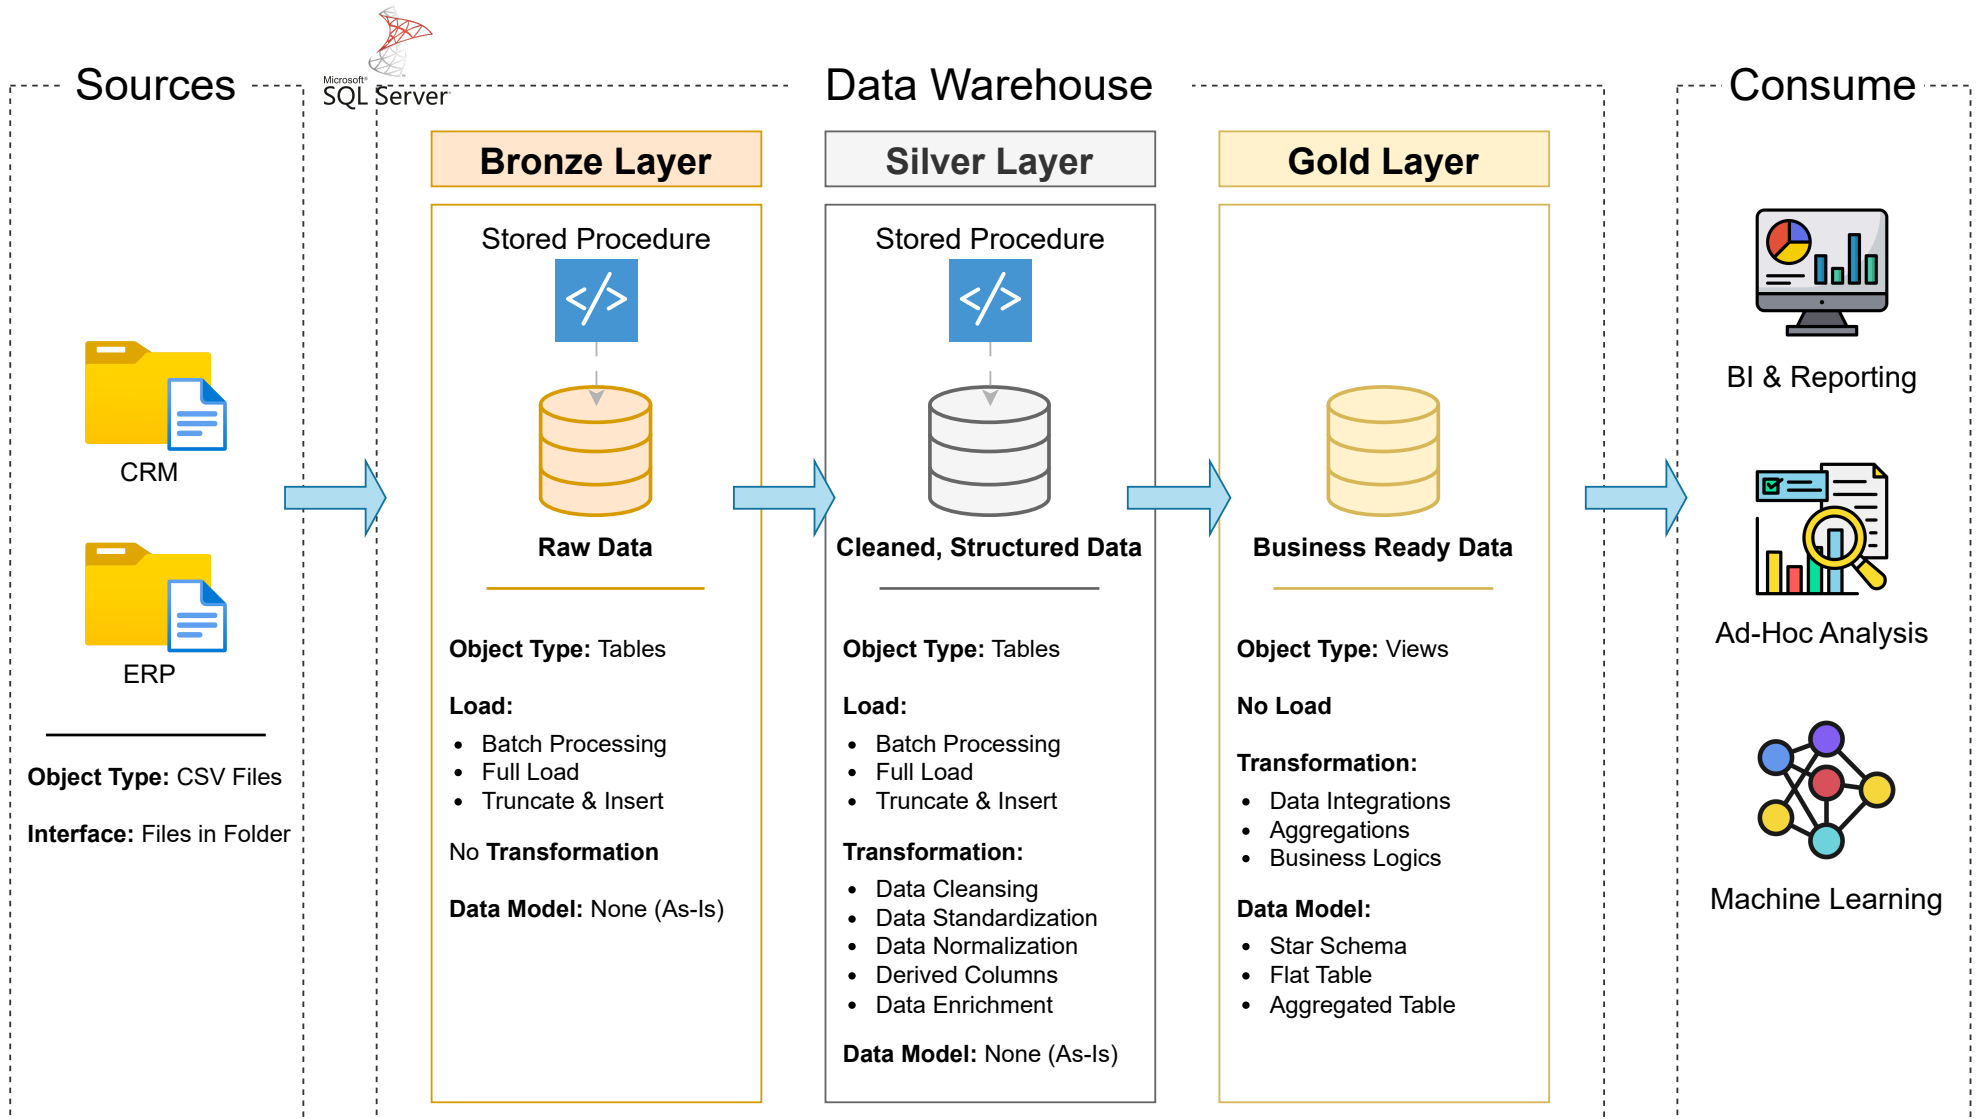 Sources
CRM
ERP
Object Type: CSV Files
Interface: Files in Folder
Microsoft®
SQL Server
Data Warehouse
Bronze Layer
Stored Procedure
Raw Data
Object Type: Tables
Load:
• Batch Processing
• Full Load
• Truncate & Insert
No Transformation
Data Model: None (As-Is)
Silver Layer
Stored Procedure
Cleaned, Structured Data
Object Type: Tables
Load:
• Batch Processing
• Full Load
• Truncate & Insert
Transformation:
• Data Cleansing
• Data Standardization
• Data Normalization
• Derived Columns
• Data Enrichment
Data Model: None (As-Is)
Gold Layer
Business Ready Data
Object Type: Views
No Load
Transformation:
• Data Integrations
• Aggregations
• Business Logics
Data Model:
• Star Schema
• Flat Table
• Aggregated Table
Consume
BI & Reporting
Ad-Hoc Analysis
Machine Learning